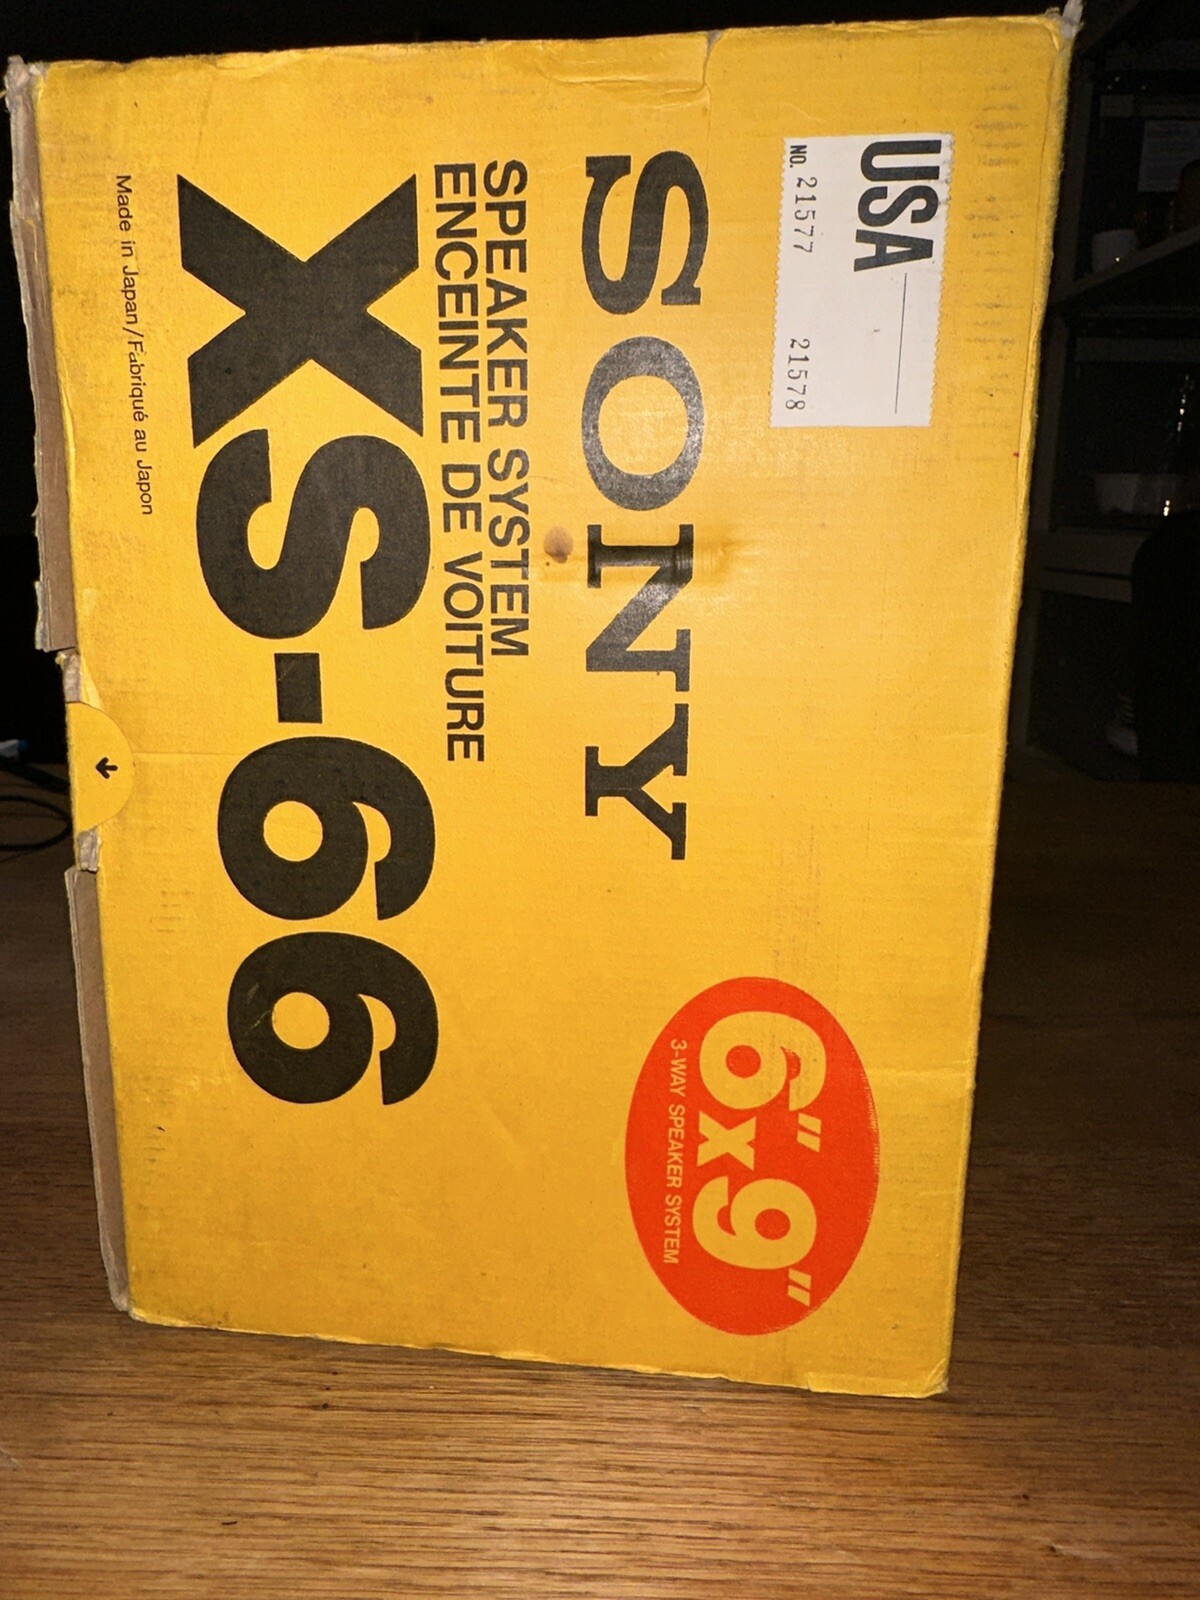 USA
NO. 21577 21578
SONY
SPEAKER SYSTEM
ENCEINTE DE VOITURE
XS-66
Made in Japan/Fabriqué au Japon
6"x9"
3-WAY SPEAKER SYSTEM